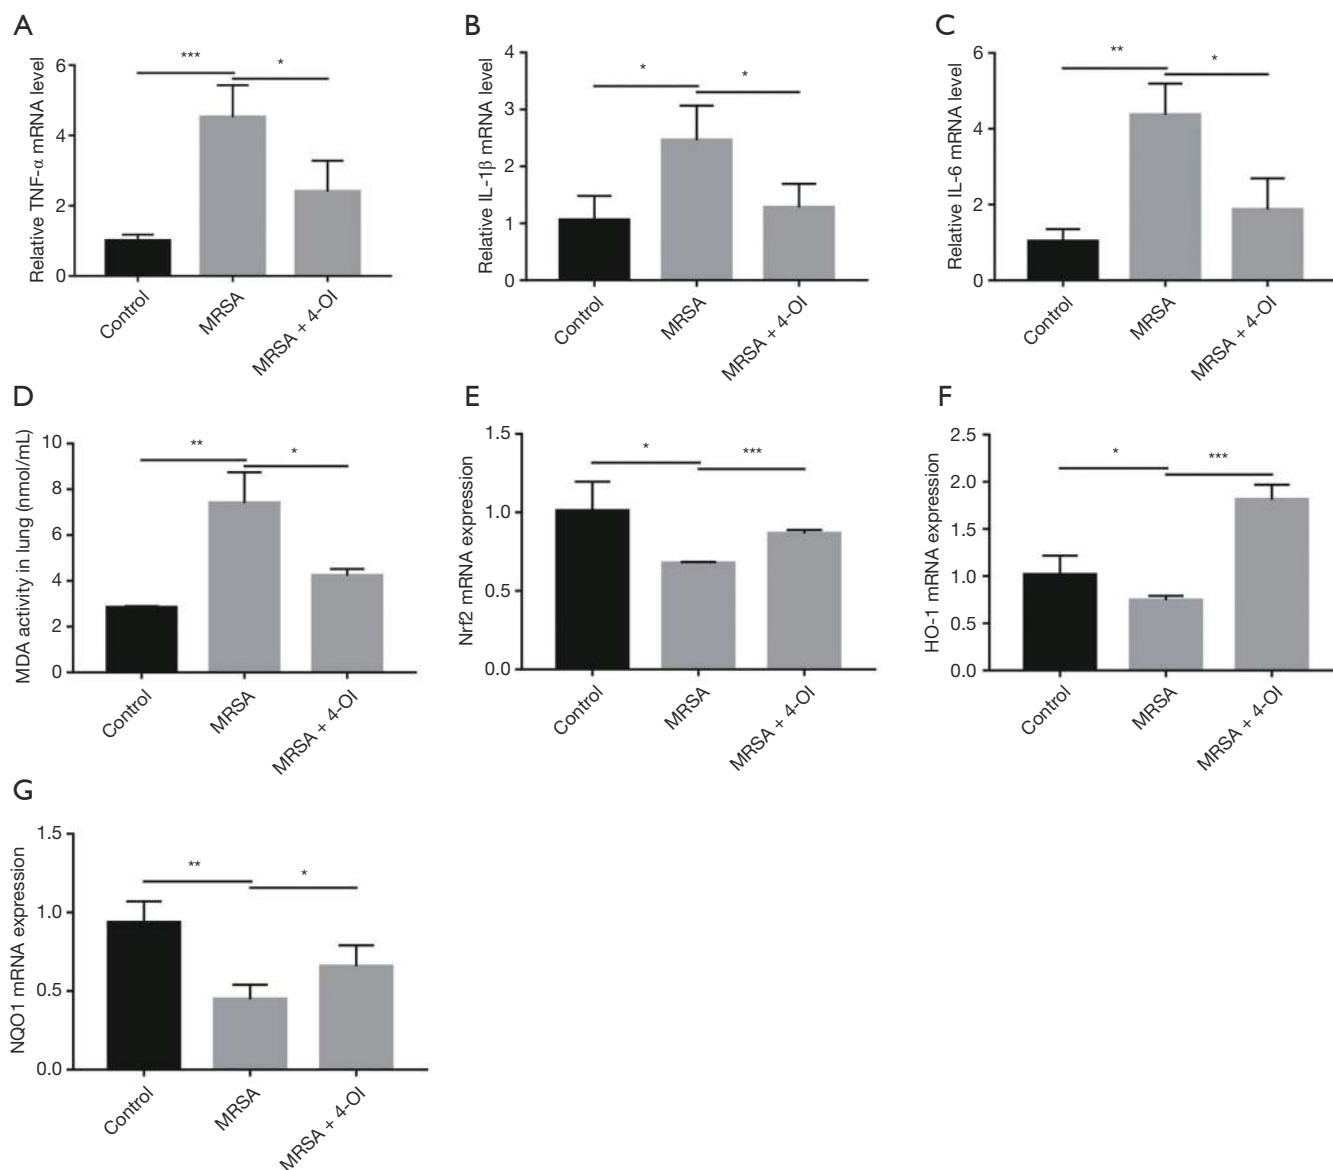 A
Relative TNF-α mRNA level
6
4
2
0
***
*
Control
MRSA
MRSA + 4-OI
B
Relative IL-1β mRNA level
4
3
2
1
0
*
*
Control
MRSA
MRSA + 4-OI
C
Relative IL-6 mRNA level
6
4
2
0
**
*
Control
MRSA
MRSA + 4-OI
D
MDA activity in lung (nmol/mL)
10
8
6
4
2
0
**
*
Control
MRSA
MRSA + 4-OI
E
Nrf2 mRNA expression
1.5
1.0
0.5
0.0
*
***
Control
MRSA
MRSA + 4-OI
F
HO-1 mRNA expression
2.5
2.0
1.5
1.0
0.5
0.0
*
***
Control
MRSA
MRSA + 4-OI
G
NQO1 mRNA expression
1.5
1.0
0.5
0.0
**
*
Control
MRSA
MRSA + 4-OI